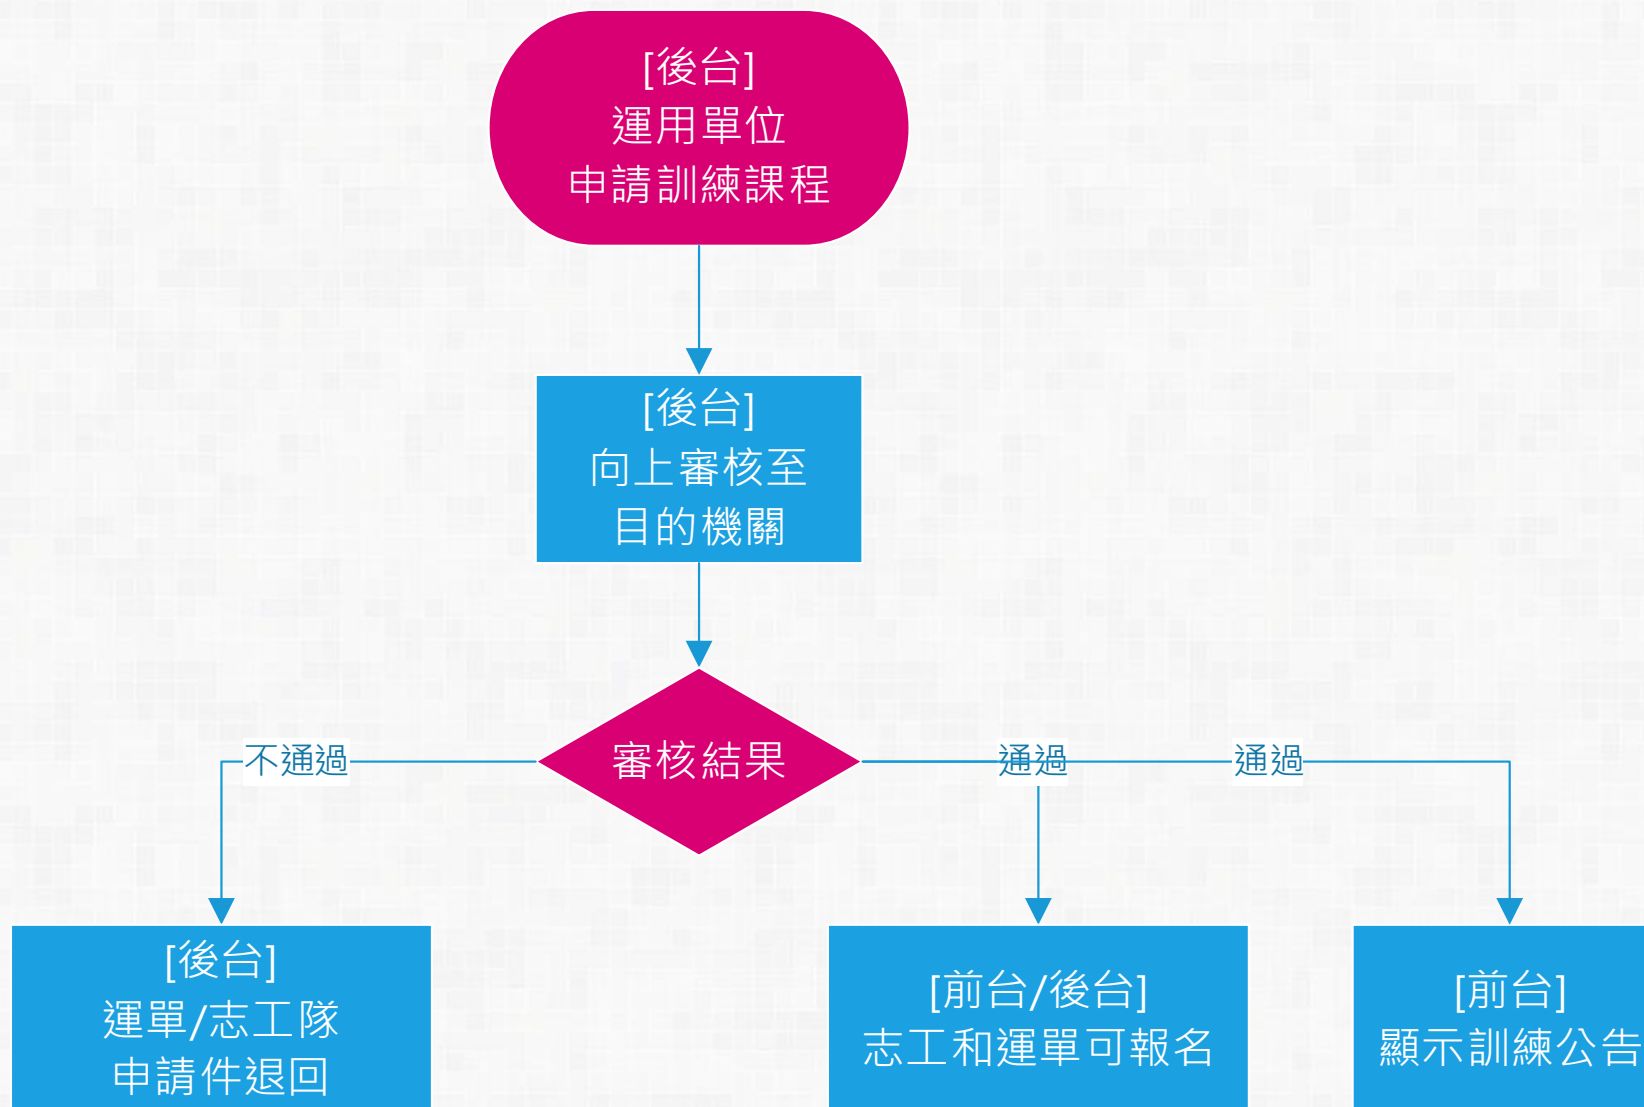 [後台]
運用單位
申請訓練課程
[後台]
向上審核至
目的機關
審核結果
不通過
通過
通過
[後台]
運單/志工隊
申請件退回
[前台/後台]
志工和運單可報名
[前台]
顯示訓練公告